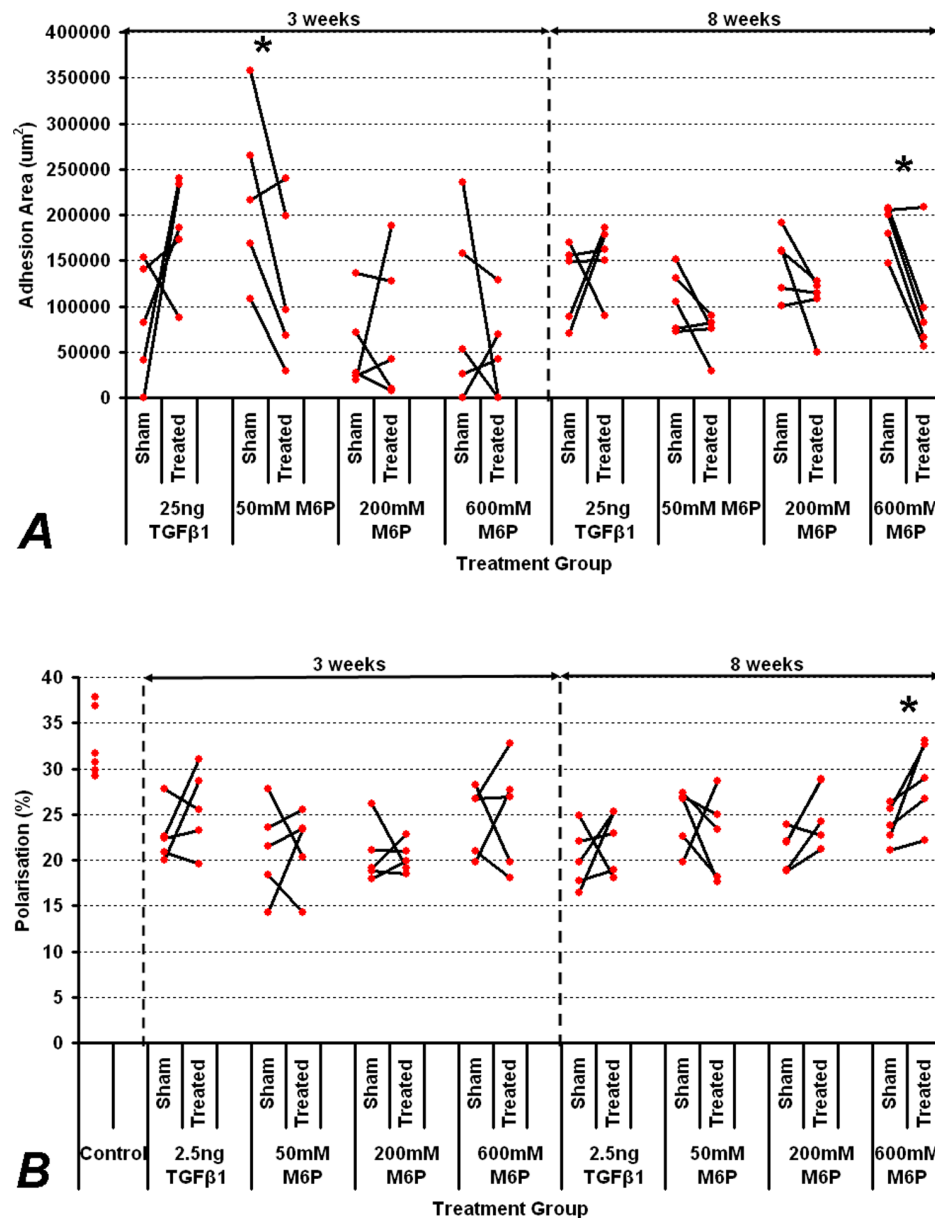 3 weeks 8 weeks
*
*
400000
350000
300000
250000
200000
150000
100000
50000
0
Adhesion Area (um²)
Sham Treated Sham Treated Sham Treated Sham Treated Sham Treated Sham Treated Sham Treated Sham Treated
25ng 50mM M6P 200mM 600mM 25ng 50mM M6P 200mM 600mM
TGFβ1 M6P M6P TGFβ1 M6P M6P
A
Treatment Group
3 weeks 8 weeks
*
40
35
30
25
20
15
10
5
0
Polarisation (%)
Sham Treated Sham Treated Sham Treated Sham Treated Sham Treated Sham Treated Sham Treated Sham Treated
Control 2.5ng 50mM 200mM 600mM 2.5ng 50mM 200mM 600mM
TGFβ1 M6P M6P M6P TGFβ1 M6P M6P M6P
B
Treatment Group